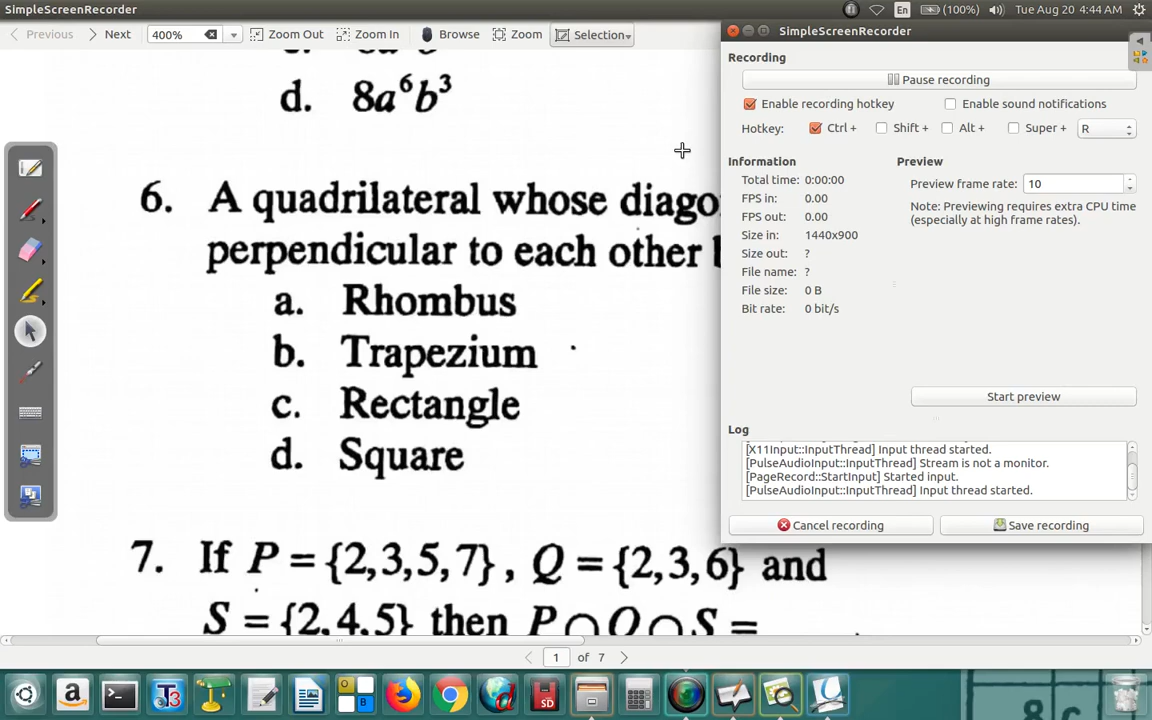 SimpleScreenRecorder
En
(100%)
Tue Aug 20 4:44 AM
Previous
Next
400%
Zoom Out
Zoom In
Browse
Zoom
Selection
d. 8a⁶b³
6. A quadrilateral whose diago
perpendicular to each other
a. Rhombus
b. Trapezium
c. Rectangle
d. Square
7. If P = {2,3,5,7}, Q = {2,3,6} and
S = {2,4,5} then P∩Q∩S =
1 of 7
SimpleScreenRecorder
Recording
Pause recording
Enable recording hotkey
Enable sound notifications
Hotkey:
Ctrl +
Shift +
Alt +
Super +
R
Information
Total time: 0:00:00
FPS in: 0.00
FPS out: 0.00
Size in: 1440x900
Size out: ?
File name: ?
File size: 0 B
Bit rate: 0 bit/s
Preview
Preview frame rate: 10
Note: Previewing requires extra CPU time
(especially at high frame rates).
Start preview
Log
[X11Input::InputThread] Input thread started.
[PulseAudioInput::InputThread] Stream is not a monitor.
[PageRecord::StartInput] Started input.
[PulseAudioInput::InputThread] Input thread started.
Cancel recording
Save recording
SD